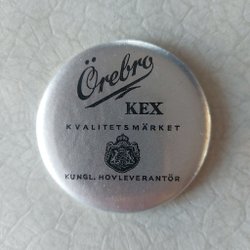 Örebro
KEX
KVALITETSMÄRKET
KUNGL. HOVLEVERANTÖR